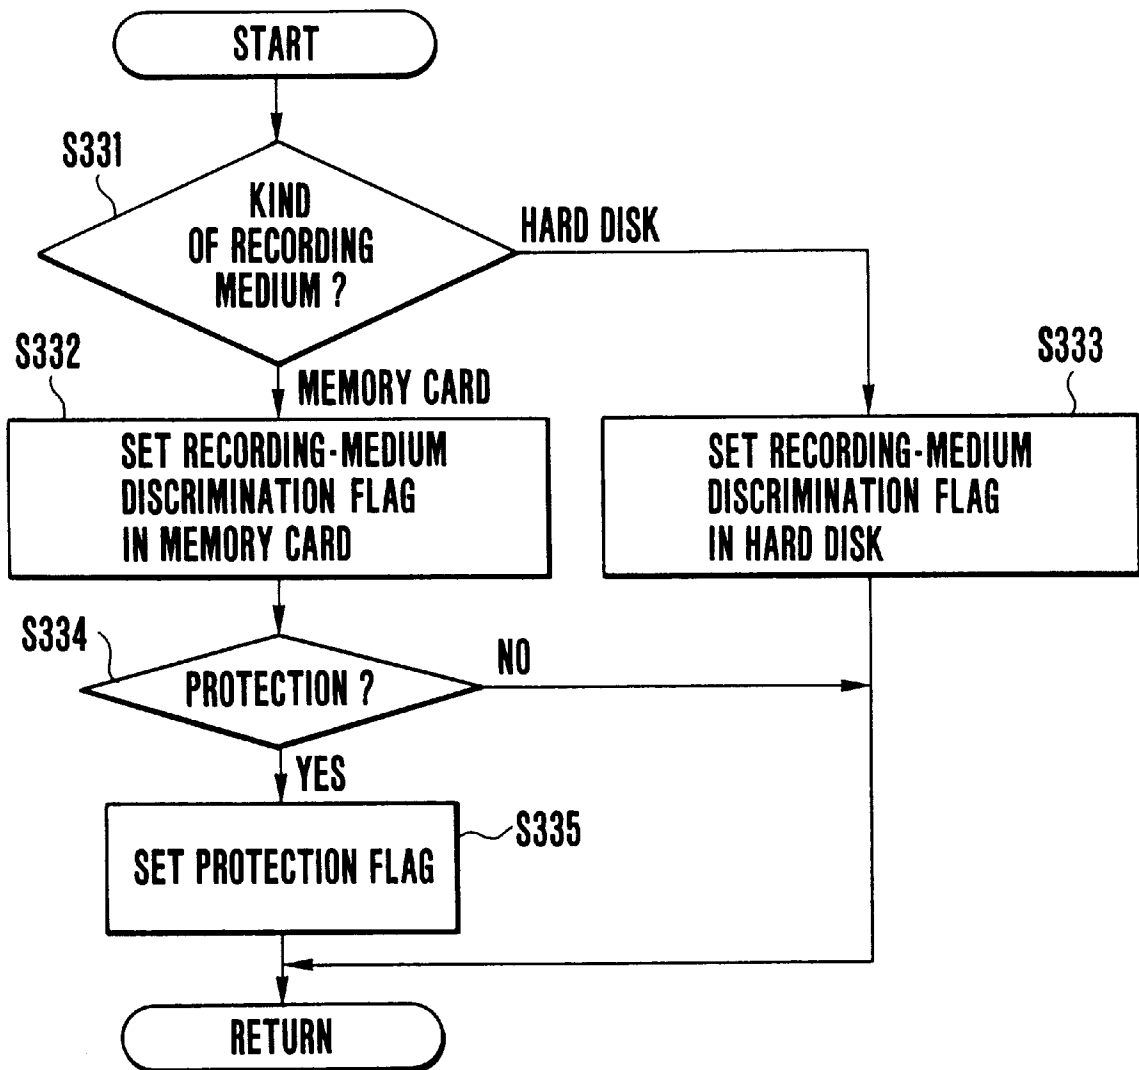 START
S331
KIND
OF RECORDING
MEDIUM ?
HARD DISK
S332
MEMORY CARD
S333
SET RECORDING-MEDIUM
DISCRIMINATION FLAG
IN MEMORY CARD
SET RECORDING-MEDIUM
DISCRIMINATION FLAG
IN HARD DISK
S334
PROTECTION ?
NO
YES
S335
SET PROTECTION FLAG
RETURN